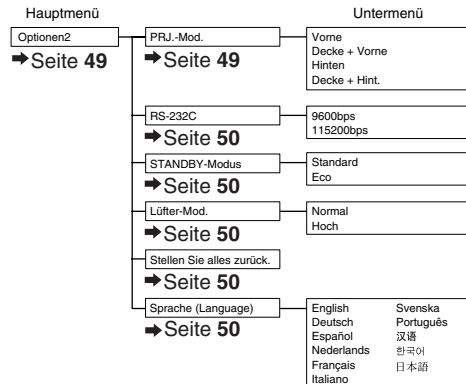 Hauptmenü
Untermenü
Optionen2
➡Seite 49
PRJ.-Mod.
➡Seite 49
Vorne
Decke + Vorne
Hinten
Decke + Hint.
RS-232C
➡Seite 50
9600bps
115200bps
STANDBY-Modus
➡Seite 50
Standard
Eco
Lüfter-Mod.
➡Seite 50
Normal
Hoch
Stellen Sie alles zurück.
➡Seite 50
Sprache (Language)
➡Seite 50
English
Deutsch
Español
Nederlands
Français
Italiano
Svenska
Português
汉语
한국어
日本語